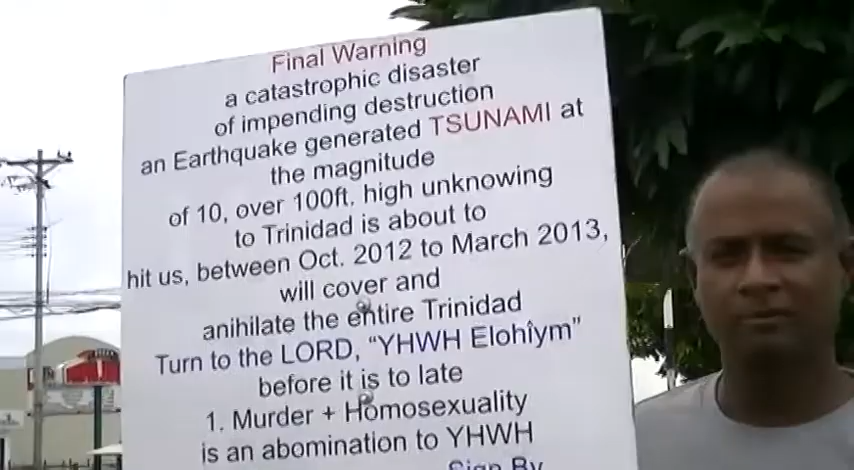 Final Warning
a catastrophic disaster
of impending destruction
an Earthquake generated TSUNAMI at
the magnitude
of 10, over 100ft. high unknowing
to Trinidad is about to
hit us, between Oct. 2012 to March 2013,
will cover and
anihilate the entire Trinidad
Turn to the LORD, “YHWH Elohîym”
before it is to late
1. Murder + Homosexuality
is an abomination to YHWH
Sign By